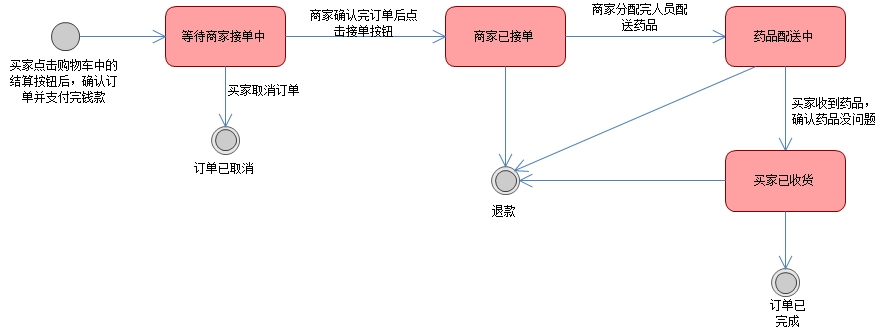 商家确认完订单后点
击接单按钮
商家分配完人员配
送药品
等待商家接单中
商家已接单
药品配送中
买家点击购物车中的
结算按钮后，确认订
单并支付完钱款
买家取消订单
买家收到药品，
确认药品没问题
订单已取消
买家已收货
退款
订单已
完成